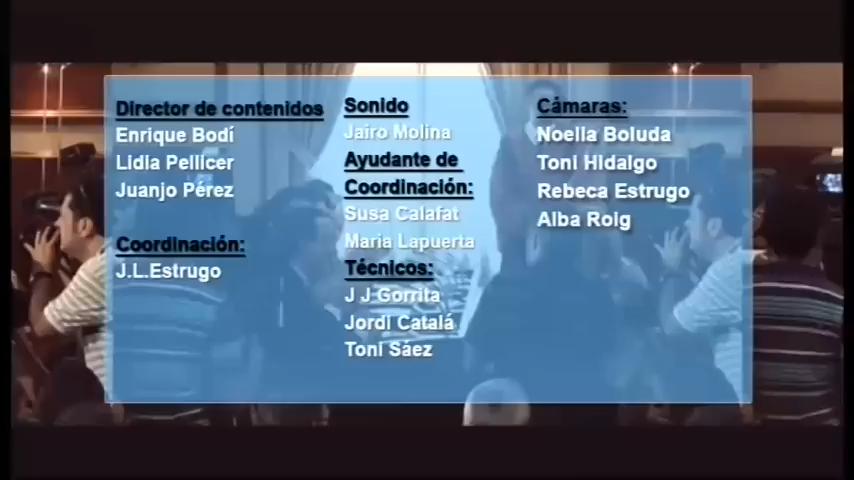 Director de contenidos
Enrique Bodí
Lidia Pellicer
Juanjo Pérez
Coordinación:
J.L.Estrugo
Sonido
Jairo Molina
Ayudante de
Coordinación:
Susa Calafat
Maria Lapuerta
Técnicos:
J J Gorrita
Jordi Catalá
Toni Sáez
Cámaras:
Noelia Boluda
Toni Hidalgo
Rebeca Estrugo
Alba Roig